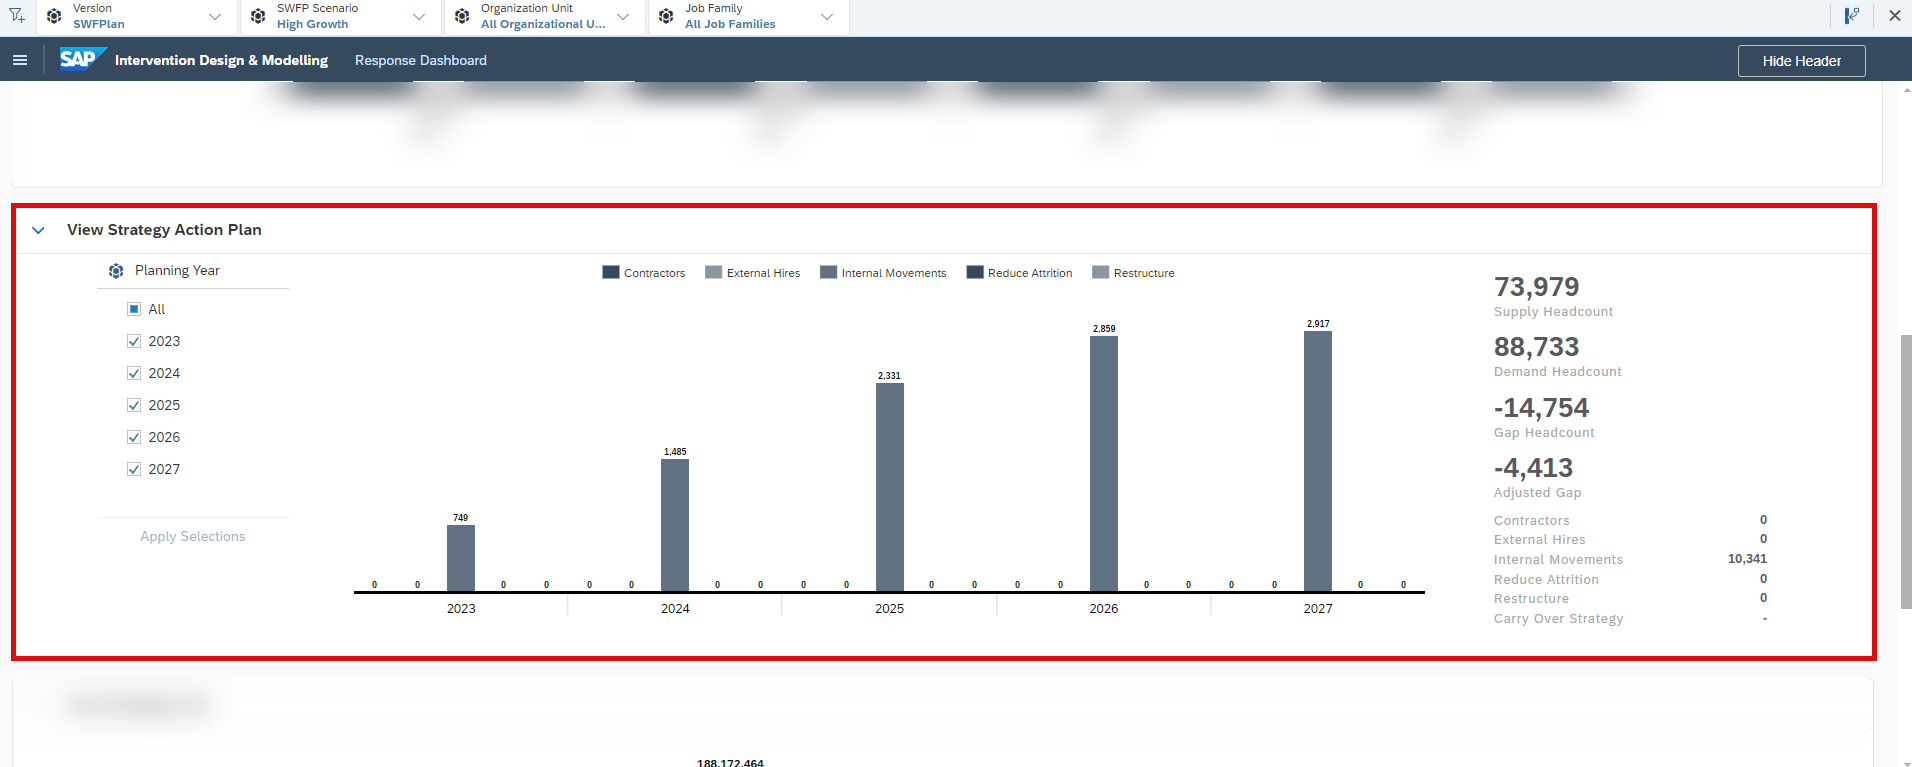 Version
SWFPlan
SWFP Scenario
High Growth
Organization Unit
All Organizational U...
Job Family
All Job Families
SAP
Intervention Design & Modelling
Response Dashboard
Hide Header
View Strategy Action Plan
Planning Year
All
2023
2024
2025
2026
2027
Apply Selections
Contractors
External Hires
Internal Movements
Reduce Attrition
Restructure
0 0 749 0 0 0 0 1,485 0 0 0 0 2,331 0 0 0 0 2,859 0 0 0 0 2,917 0 0
2023 2024 2025 2026 2027
73,979
Supply Headcount
88,733
Demand Headcount
-14,754
Gap Headcount
-4,413
Adjusted Gap
Contractors 0
External Hires 0
Internal Movements 10,341
Reduce Attrition 0
Restructure 0
Carry Over Strategy -
188,172,464